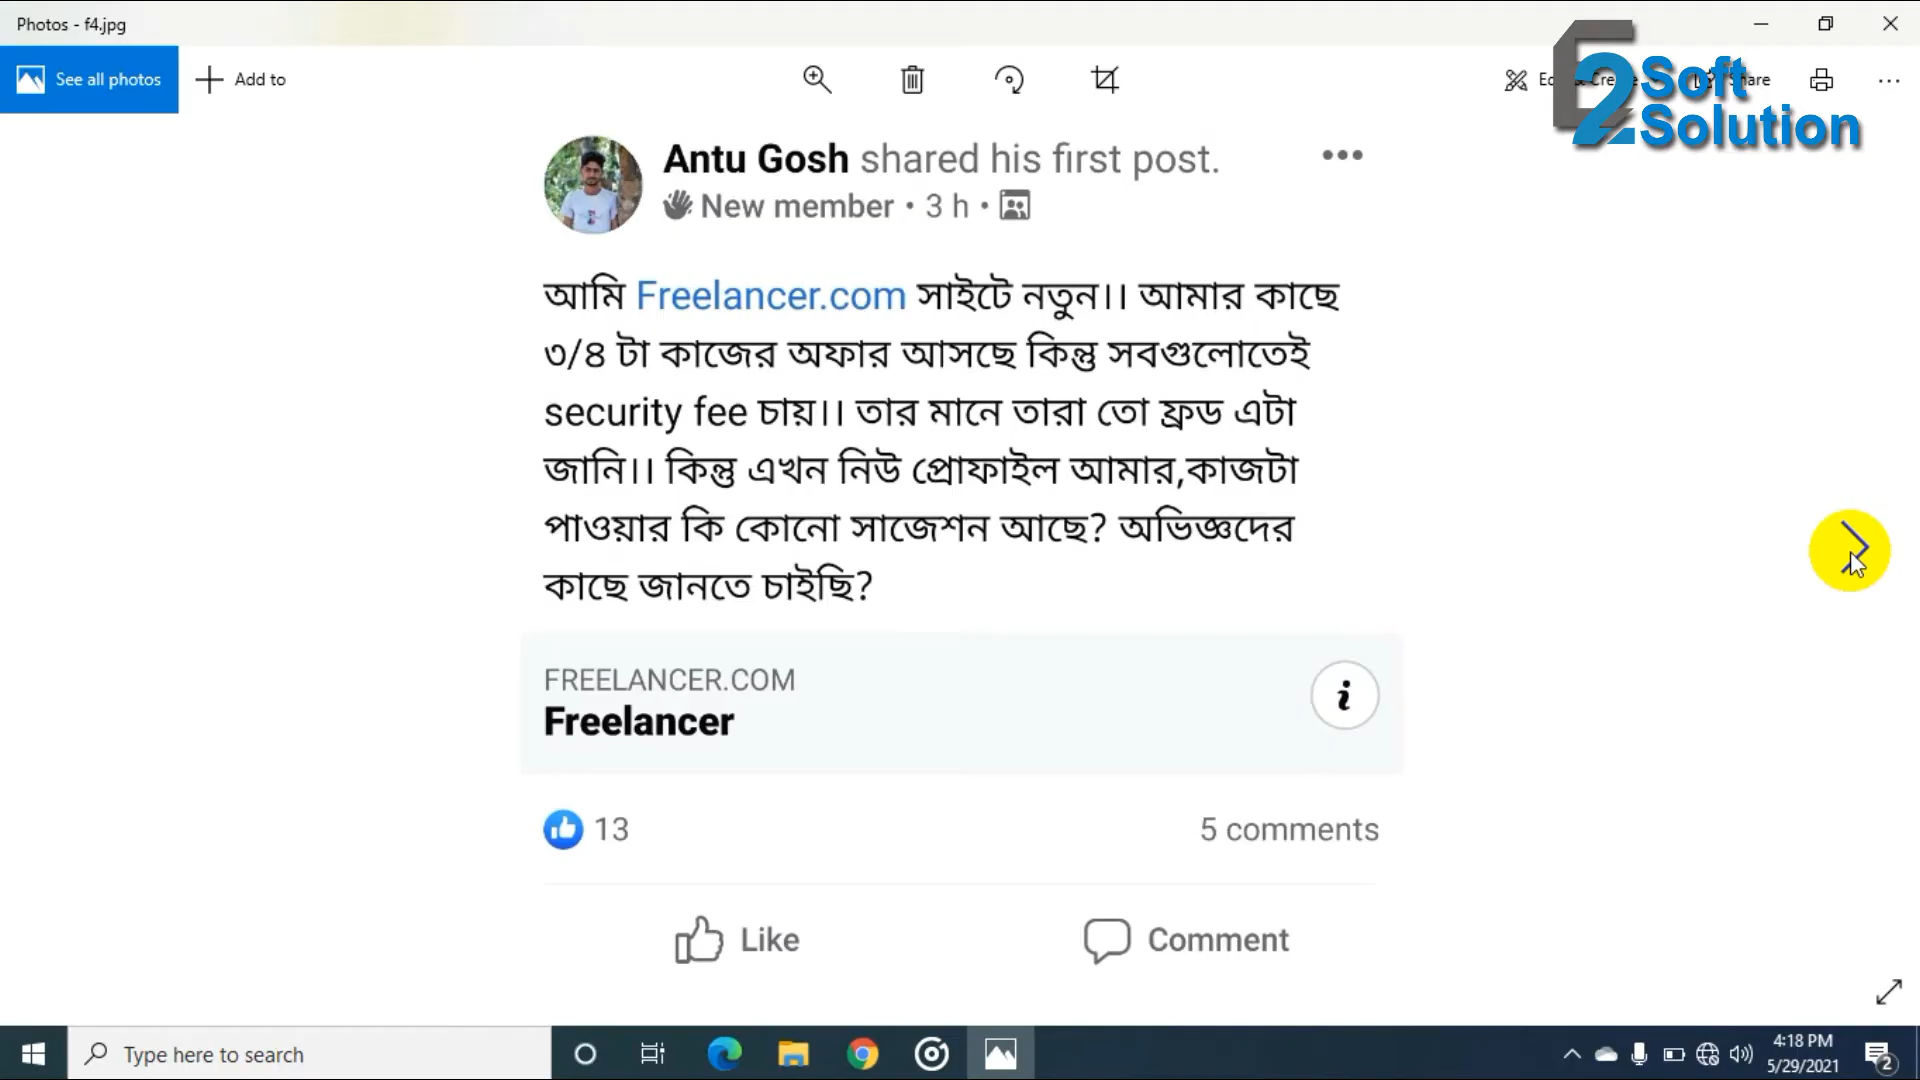 Photos - f4.jpg
See all photos
Add to
Share
Soft
2 Solution
Antu Gosh shared his first post.
New member • 3 h •
আমি Freelancer.com সাইটে নতুন।। আমার কাছে
৩/৪ টা কাজের অফার আসছে কিন্তু সবগুলোতেই
security fee চায়।। তার মানে তারা তো ফ্রড এটা
জানি।। কিন্তু এখন নিউ প্রোফাইল আমার,কাজটা
পাওয়ার কি কোনো সাজেশন আছে? অভিজ্ঞদের
কাছে জানতে চাইছি?
FREELANCER.COM
Freelancer
i
13
5 comments
Like
Comment
Type here to search
4:18 PM
5/29/2021
2